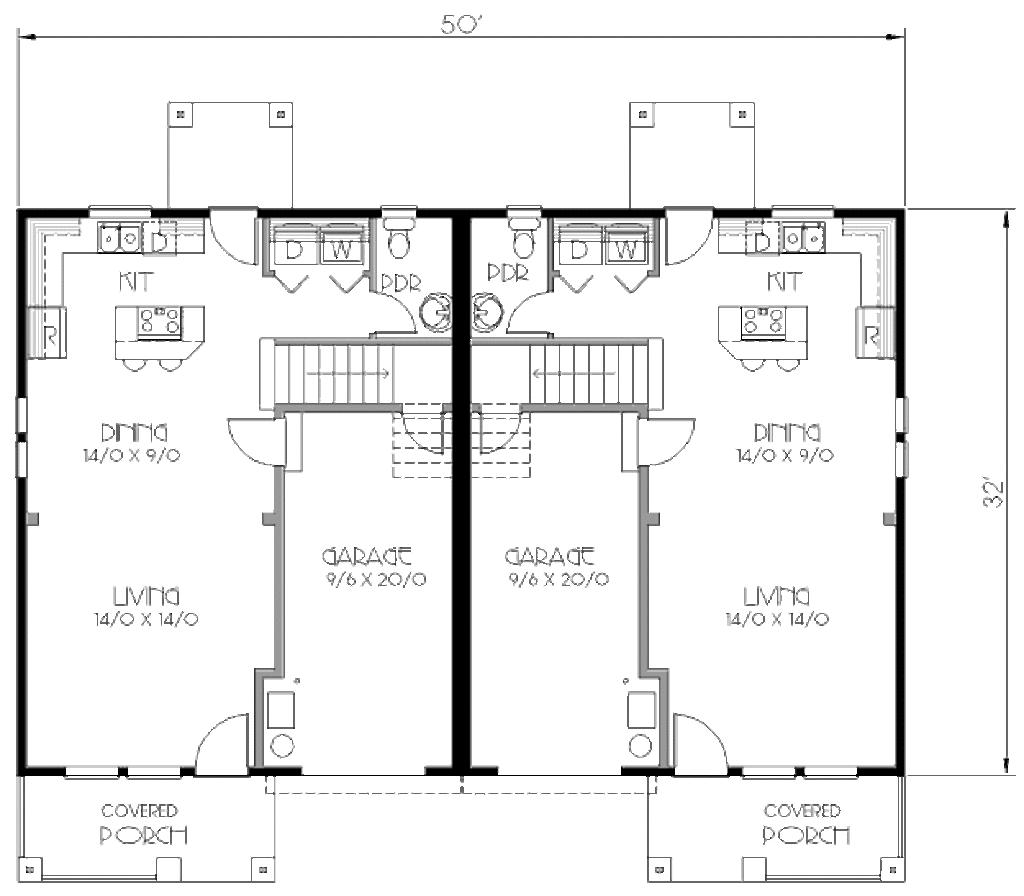 50'
D W
D W
PDR
PDR
KIT
KIT
R
R
DINING
14/0 X 9/0
DINING
14/0 X 9/0
32'
GARAGE
9/6 X 20/0
GARAGE
9/6 X 20/0
LIVING
14/0 X 14/0
LIVING
14/0 X 14/0
COVERED
PORCH
COVERED
PORCH